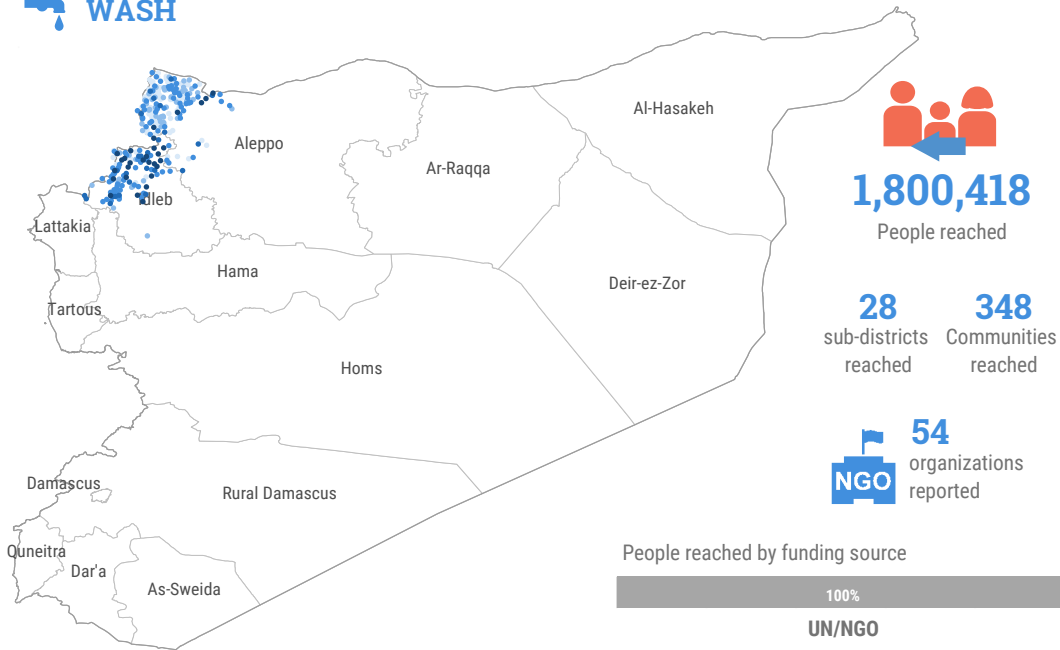 WASH
Al-Hasakeh
Aleppo
Ar-Raqqa
Idleb
Lattakia
Hama
Deir-ez-Zor
Tartous
Homs
Damascus
Rural Damascus
Quneitra
Dar'a
As-Sweida
1,800,418
People reached
28
sub-districts
reached
348
Communities
reached
54
organizations
reported
NGO
People reached by funding source
100%
UN/NGO